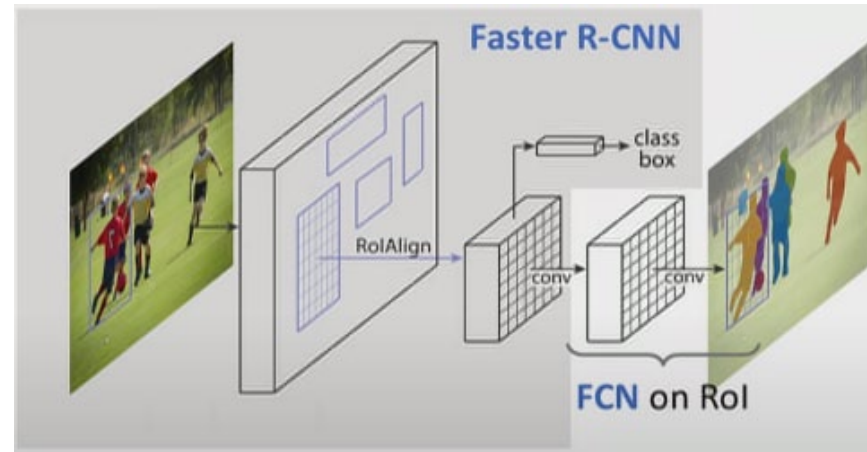 Faster R-CNN
class
box
RoIAlign
conv
conv
FCN on RoI